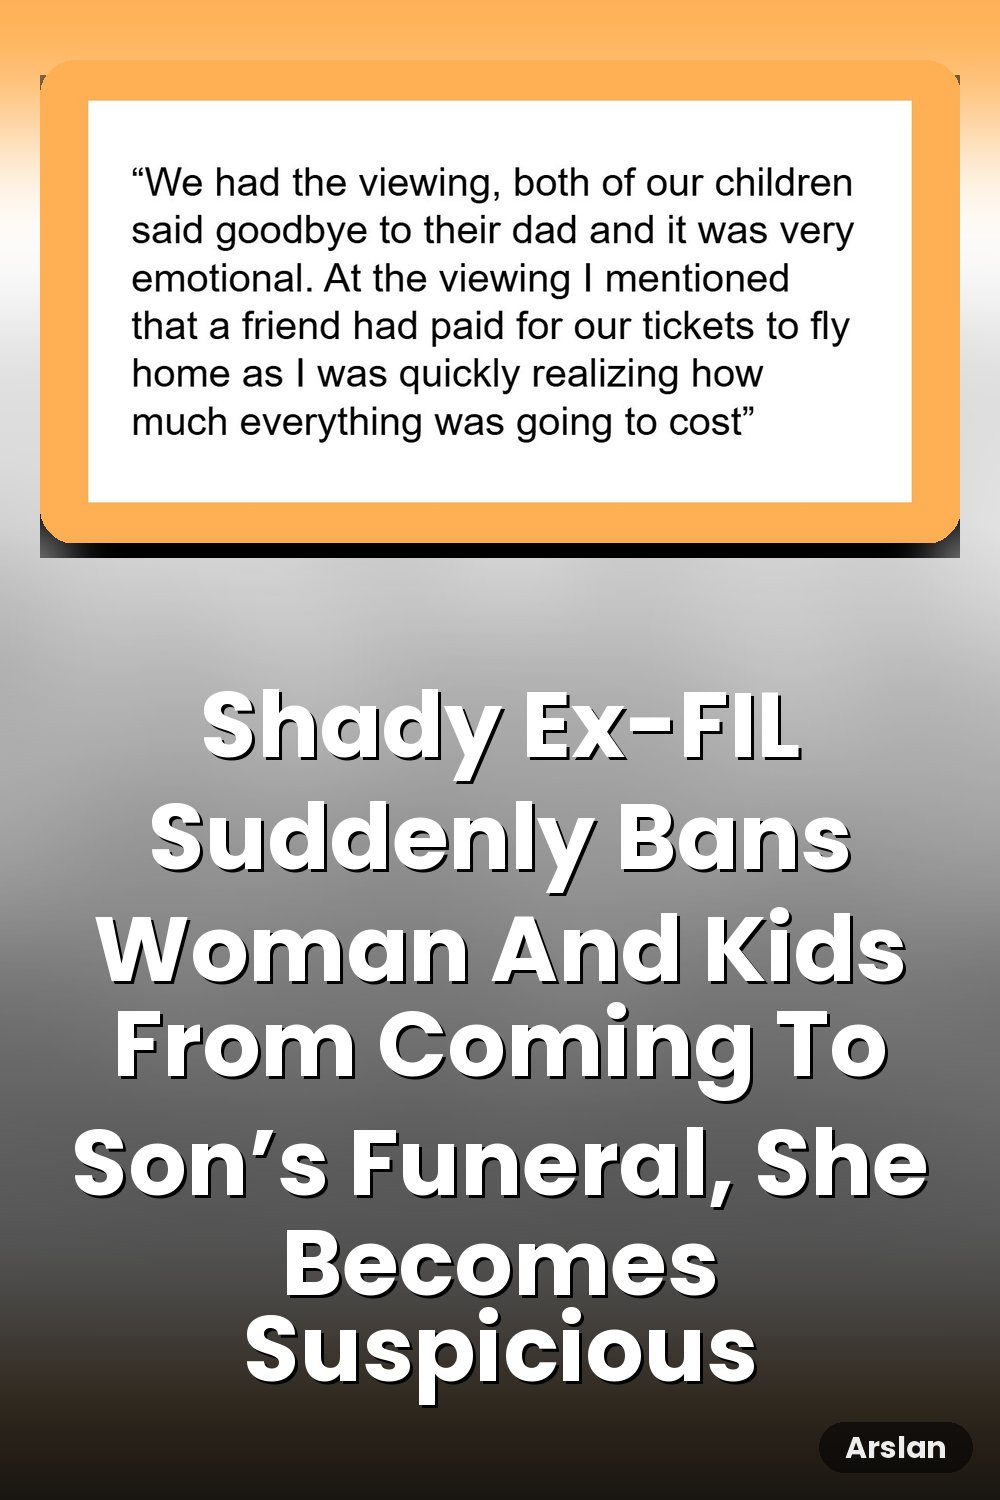 “We had the viewing, both of our children
said goodbye to their dad and it was very
emotional. At the viewing I mentioned
that a friend had paid for our tickets to fly
home as I was quickly realizing how
much everything was going to cost”
Shady Ex-FIL
Suddenly Bans
Woman And Kids
From Coming To
Son’s Funeral, She
Becomes
Suspicious
Arslan